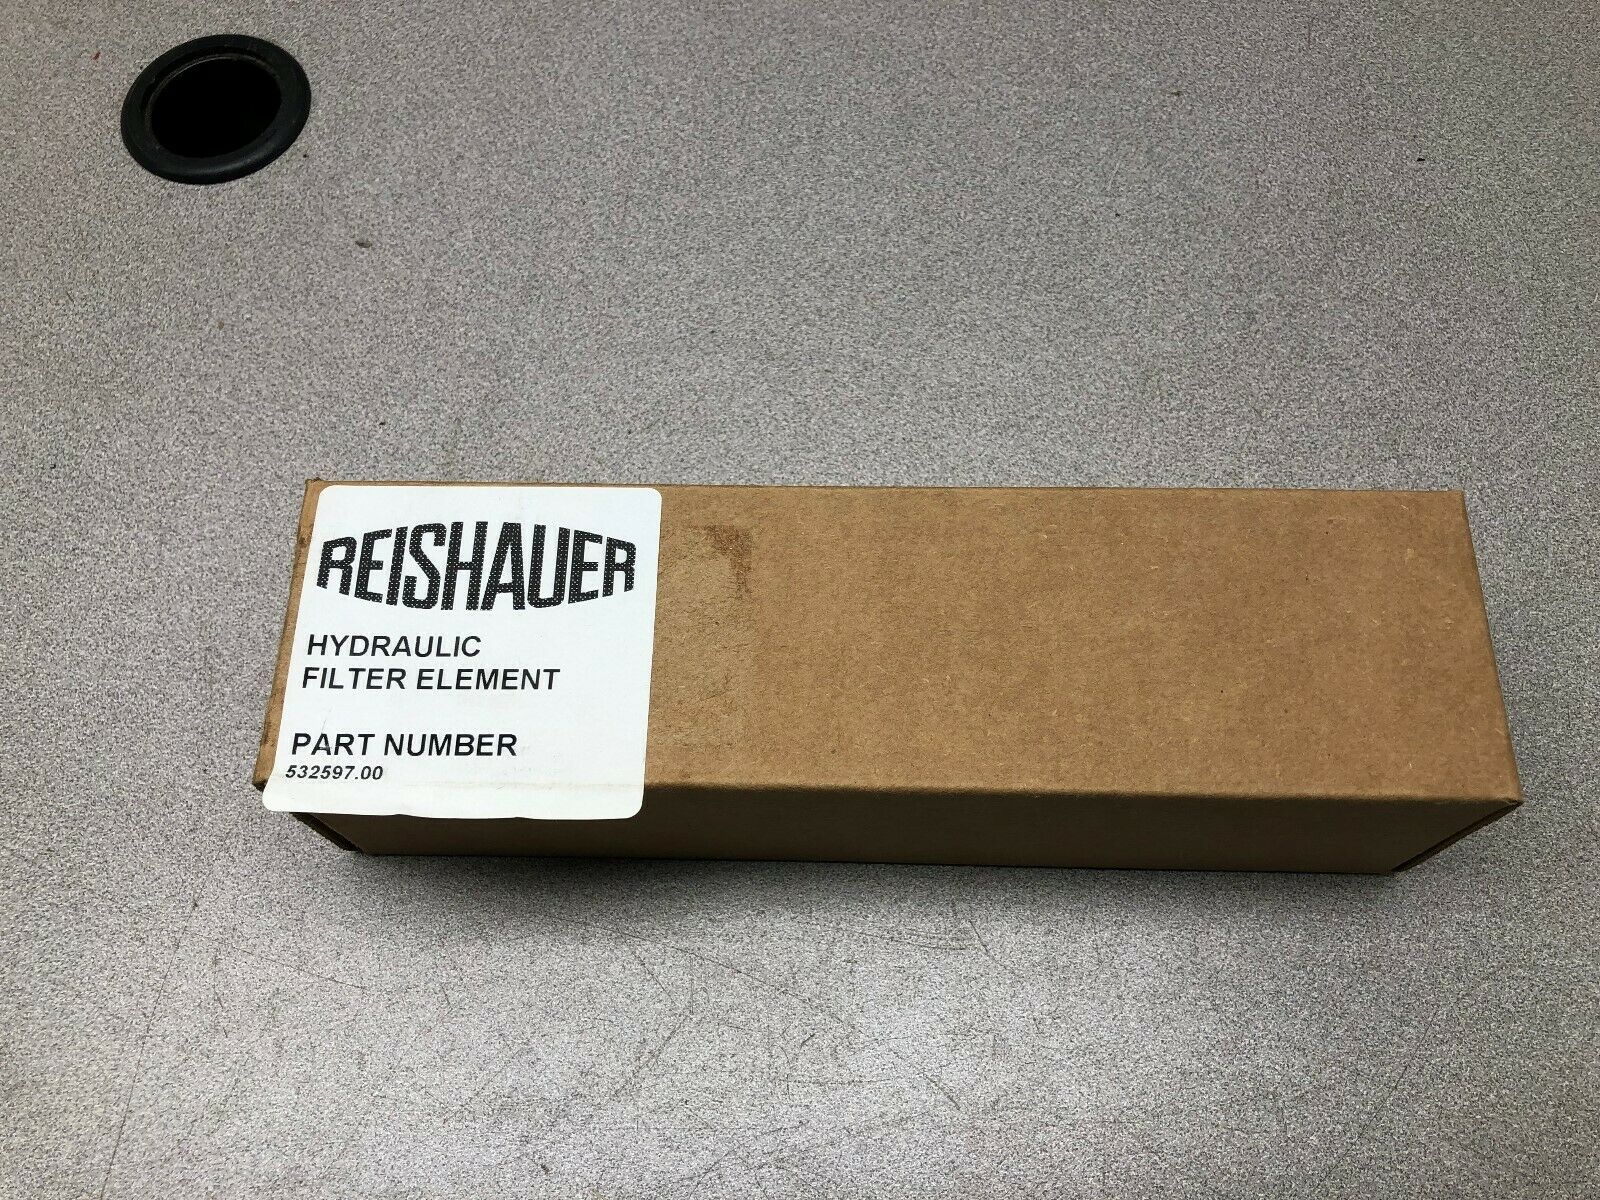 REISHAUER
HYDRAULIC
FILTER ELEMENT
PART NUMBER
532597.00